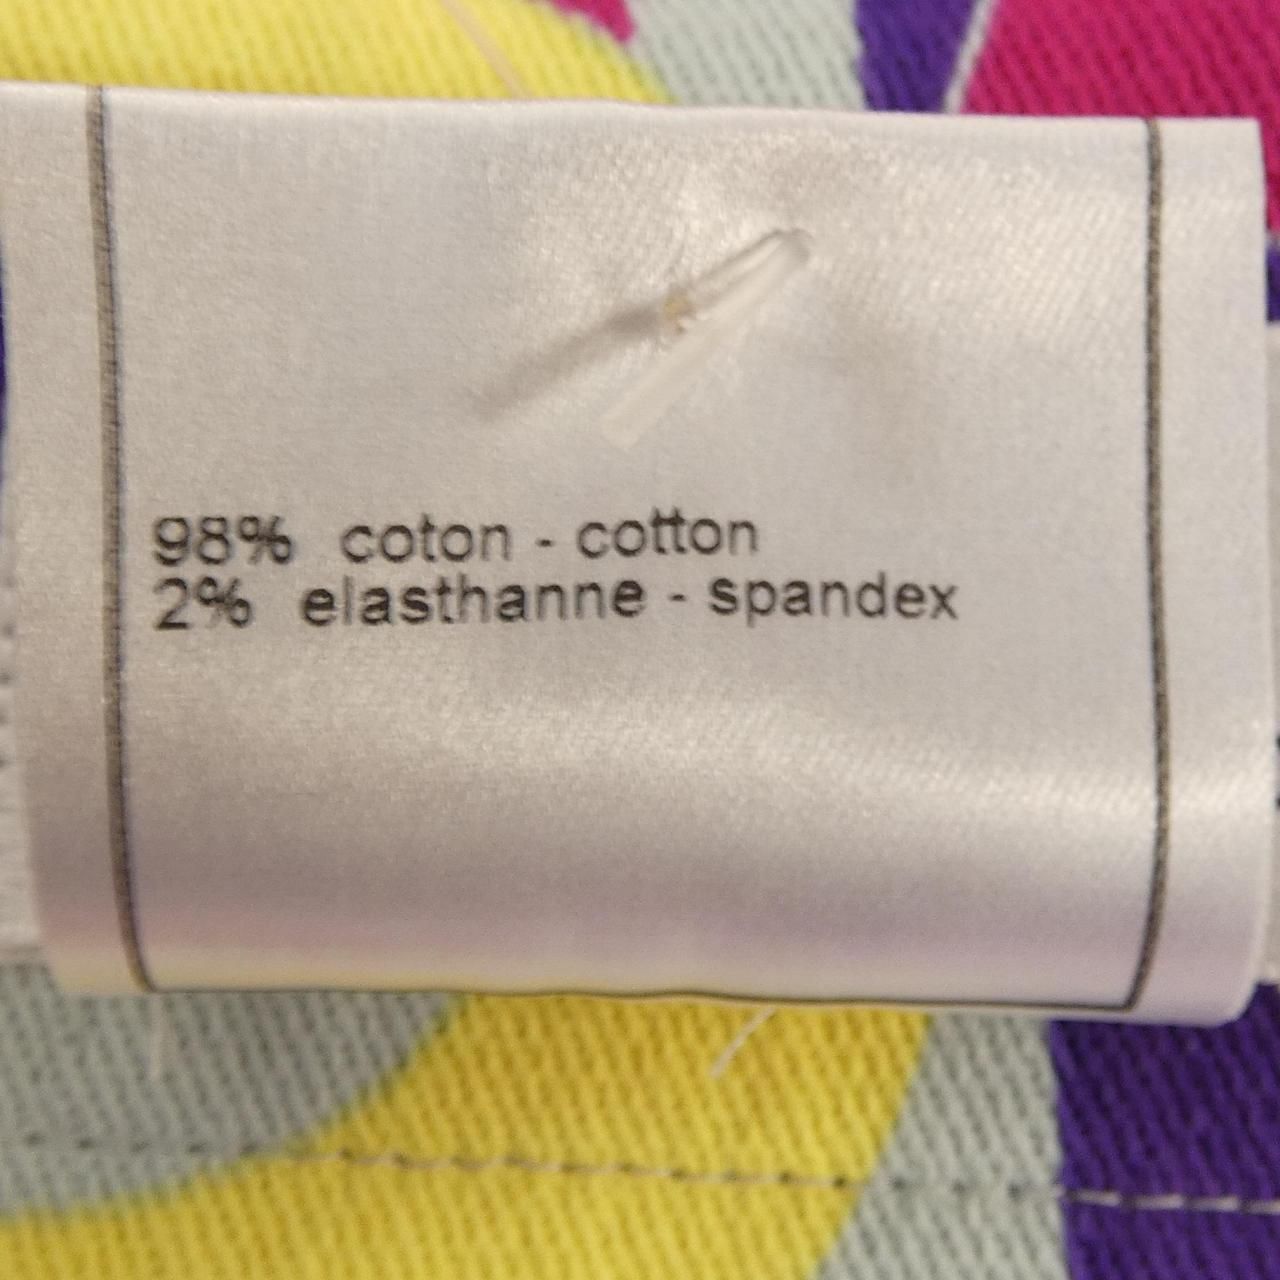 98% coton - cotton
2% elasthanne - spandex